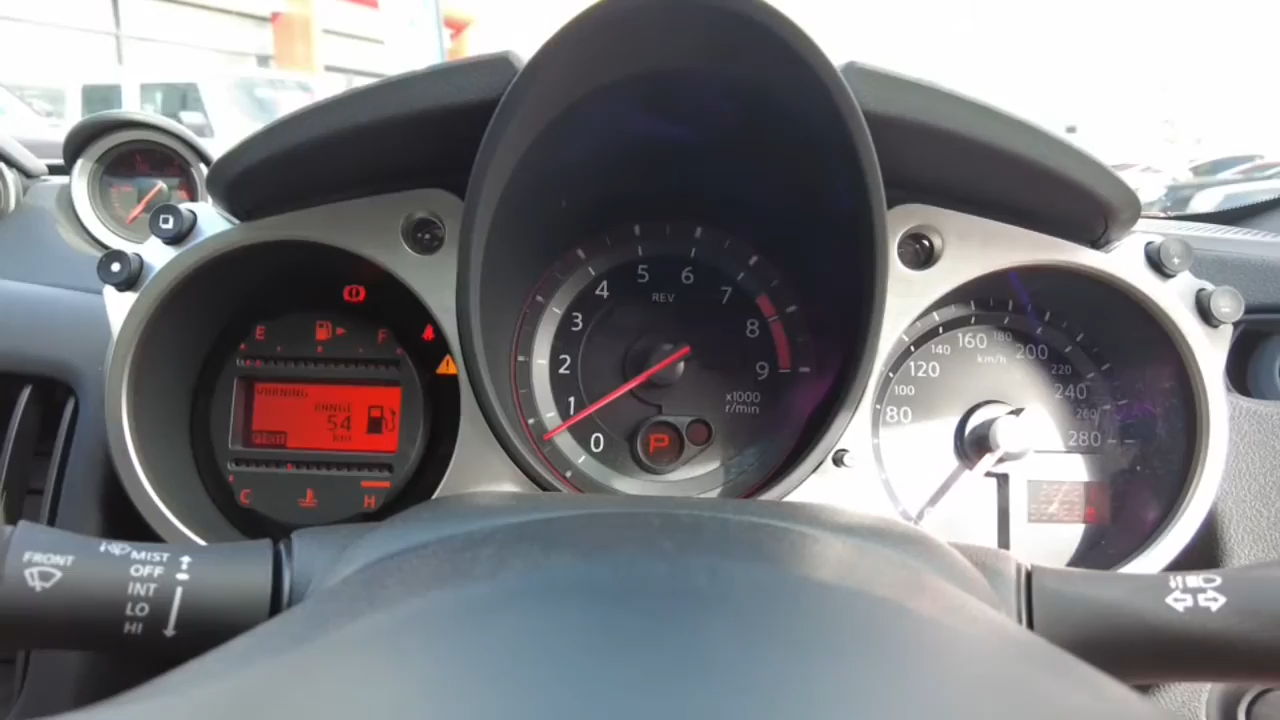 E
F
WARNING
RANGE
54
km
NEXT
C
H
0
1
2
3
4
5
6
7
8
9
REV
x1000
r/min
P
80
100
120
140
160
180
200
220
240
260
280
km/h
+
-
FRONT
MIST
OFF
INT
LO
HI